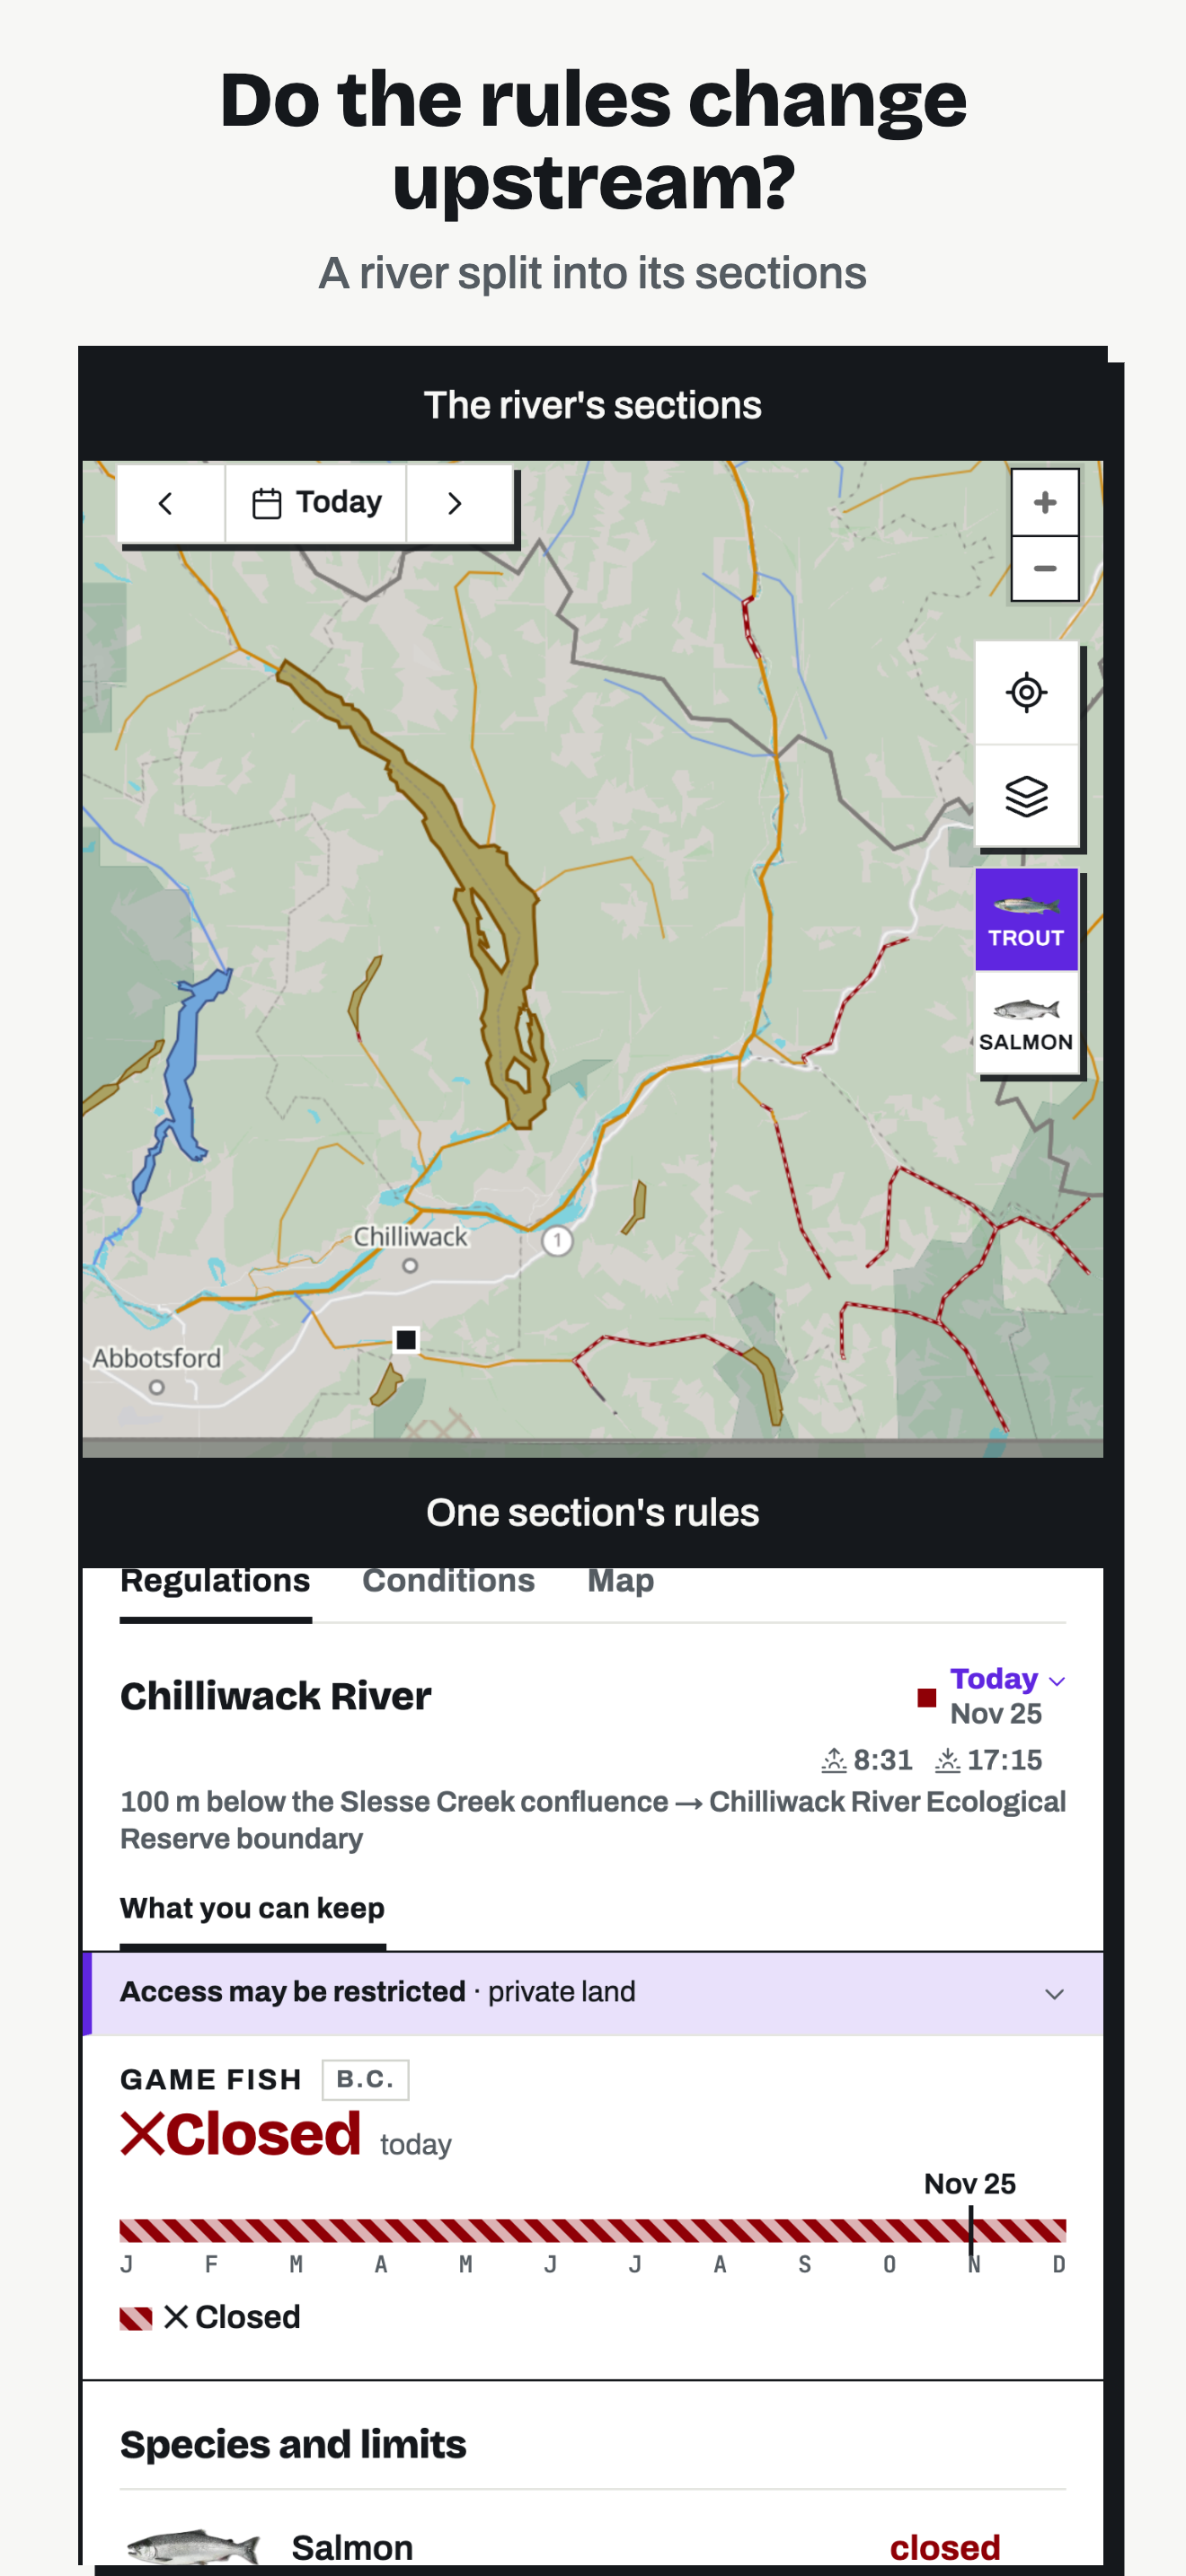 Do the rules change
upstream?
A river split into its sections
The river's sections
Today
TROUT
SALMON
Chilliwack
1
Abbotsford
One section's rules
Regulations Conditions Map
Chilliwack River
Today
Nov 25
8:31 17:15
100 m below the Slesse Creek confluence → Chilliwack River Ecological
Reserve boundary
What you can keep
Access may be restricted · private land
GAME FISH B.C.
Closed today
Nov 25
J F M A M J J A S O N D
Closed
Species and limits
Salmon closed